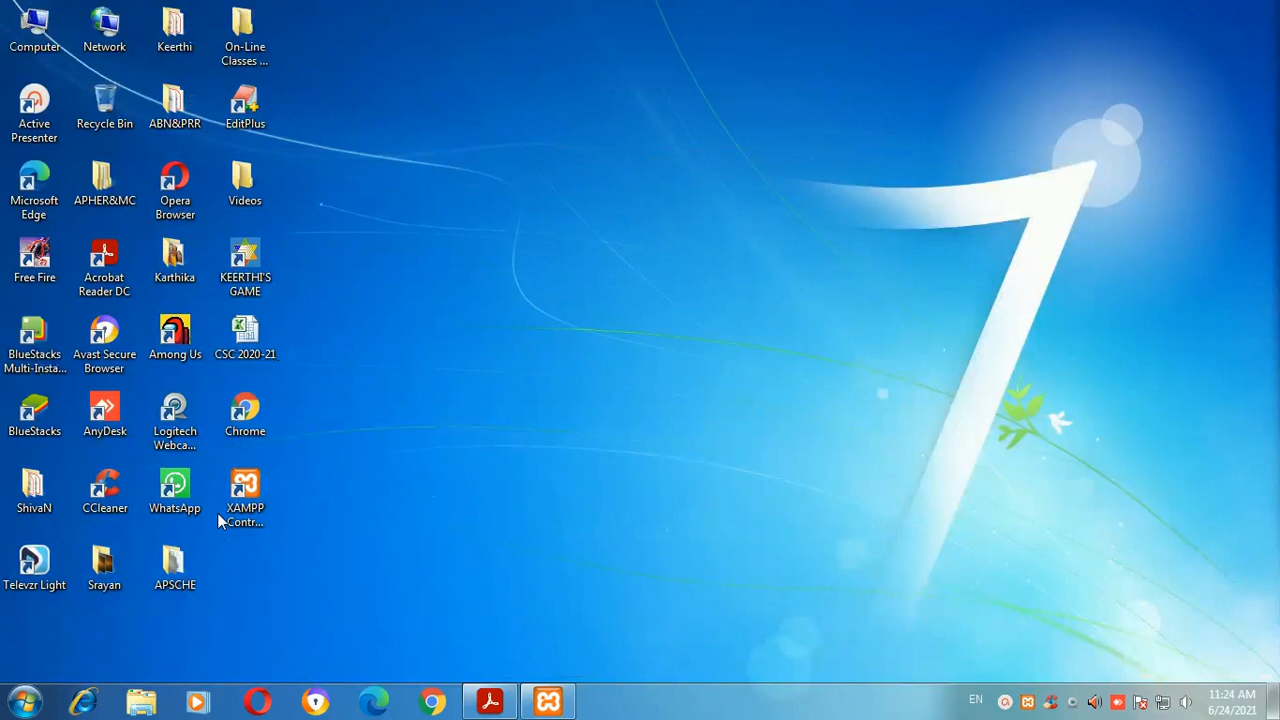 Computer
Network
Keerthi
On-Line
Classes ...
Active
Presenter
Recycle Bin
ABN&PRR
EditPlus
Microsoft
Edge
APHER&MC
Opera
Browser
Videos
Free Fire
Acrobat
Reader DC
Karthika
KEERTHI'S
GAME
BlueStacks
Multi-Insta...
Avast Secure
Browser
Among Us
CSC 2020-21
BlueStacks
AnyDesk
Logitech
Webca...
Chrome
ShivaN
CCleaner
WhatsApp
XAMPP
Contr...
Televzr Light
Srayan
APSCHE
7
EN
11:24 AM
6/24/2021